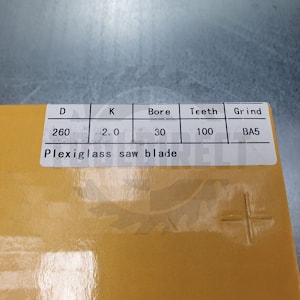 D K Bore Teeth Grind
260 2.0 30 100 BA5
Plexiglass saw blade